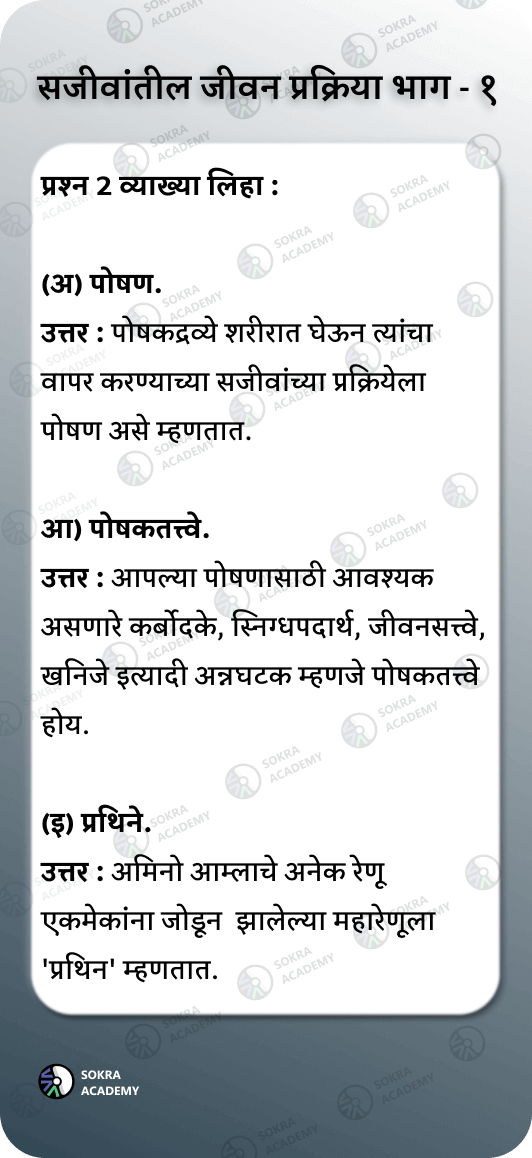 सजीवांतील जीवन प्रक्रिया भाग - १
प्रश्न 2 व्याख्या लिहा :
(अ) पोषण.
उत्तर : पोषकद्रव्ये शरीरात घेऊन त्यांचा
वापर करण्याच्या सजीवांच्या प्रक्रियेला
पोषण असे म्हणतात.
आ) पोषकतत्त्वे.
उत्तर : आपल्या पोषणासाठी आवश्यक
असणारे कर्बोदके, स्निग्धपदार्थ, जीवनसत्त्वे,
खनिजे इत्यादी अन्नघटक म्हणजे पोषकतत्त्वे
होय.
(इ) प्रथिने.
उत्तर : अमिनो आम्लाचे अनेक रेणू
एकमेकांना जोडून झालेल्या महारेणूला
'प्रथिन' म्हणतात.
SOKRA
ACADEMY